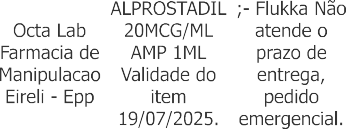 Octa Lab
Farmacia de
Manipulacao
Eireli - Epp
ALPROSTADIL
20MCG/ML
AMP 1ML
Validade do
item
19/07/2025.
;- Flukka Não
atende o
prazo de
entrega,
pedido
emergencial.